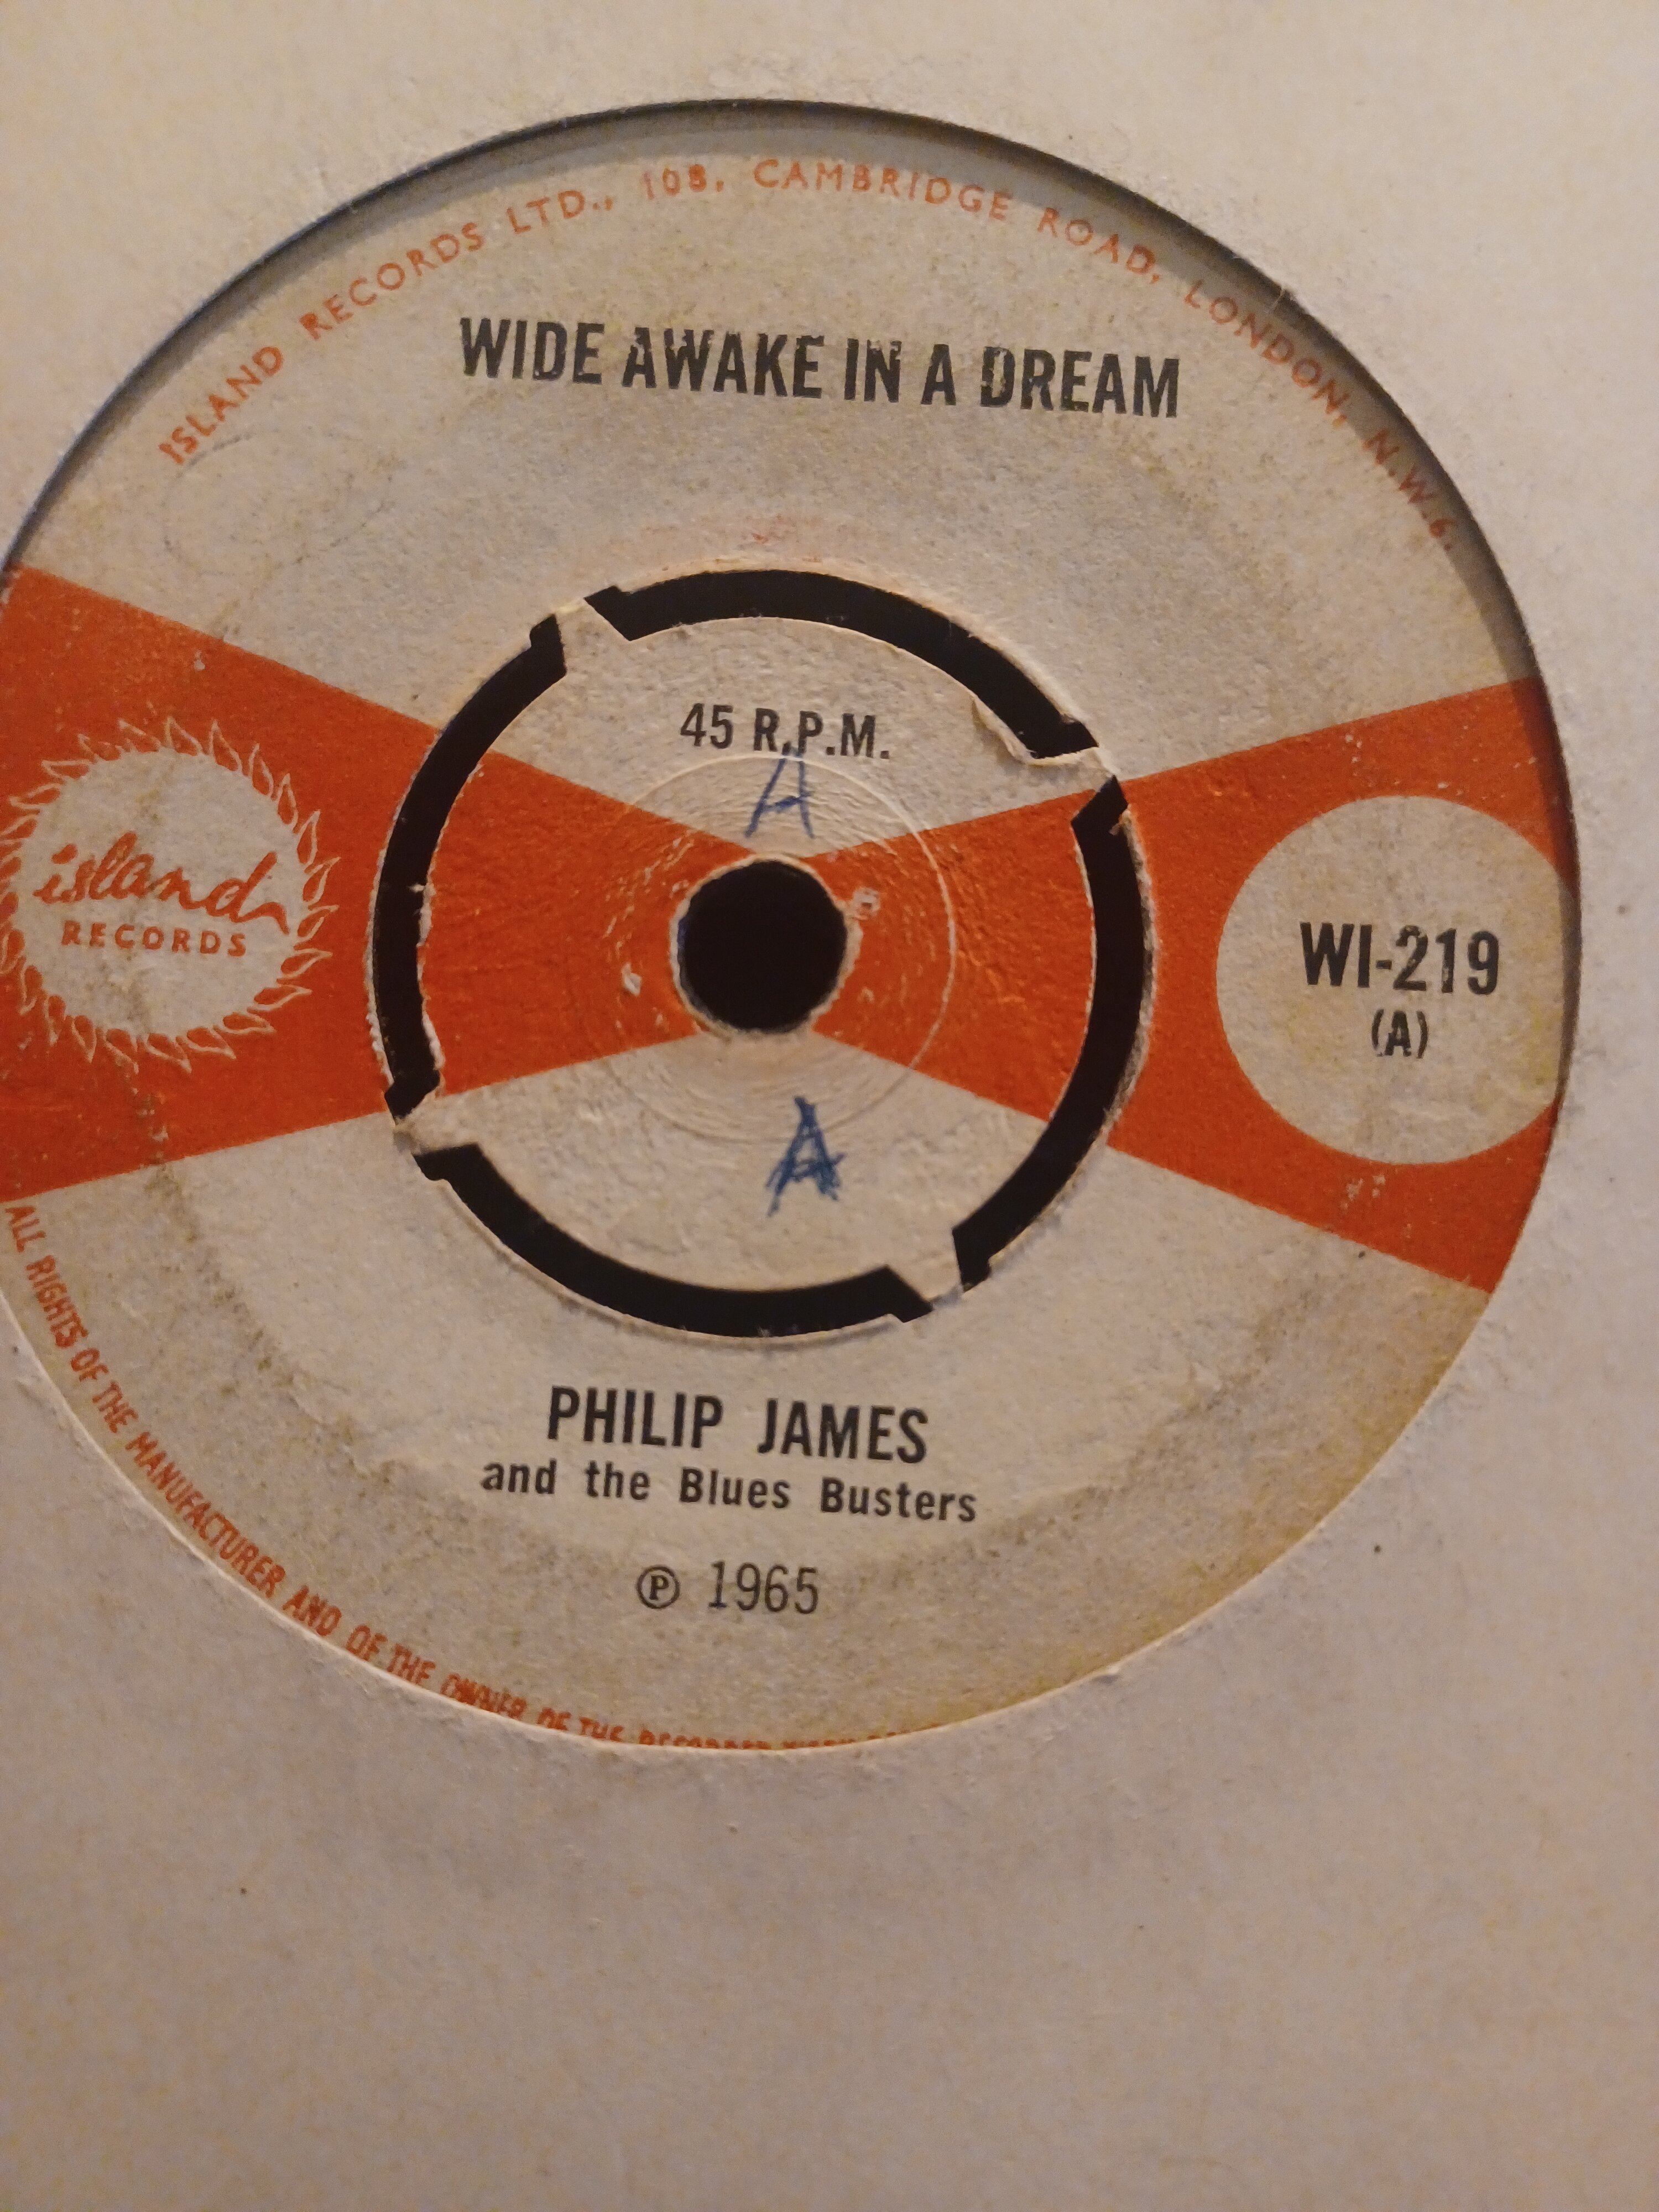 ISLAND RECORDS LTD., 108, CAMBRIDGE ROAD, LONDON, N.W.6.
WIDE AWAKE IN A DREAM
45 R.P.M.
A
island
RECORDS
WI-219
(A)
A
PHILIP JAMES
and the Blues Busters
℗ 1965
ALL RIGHTS OF THE MANUFACTURER AND OF THE OWNER OF THE RECORDED